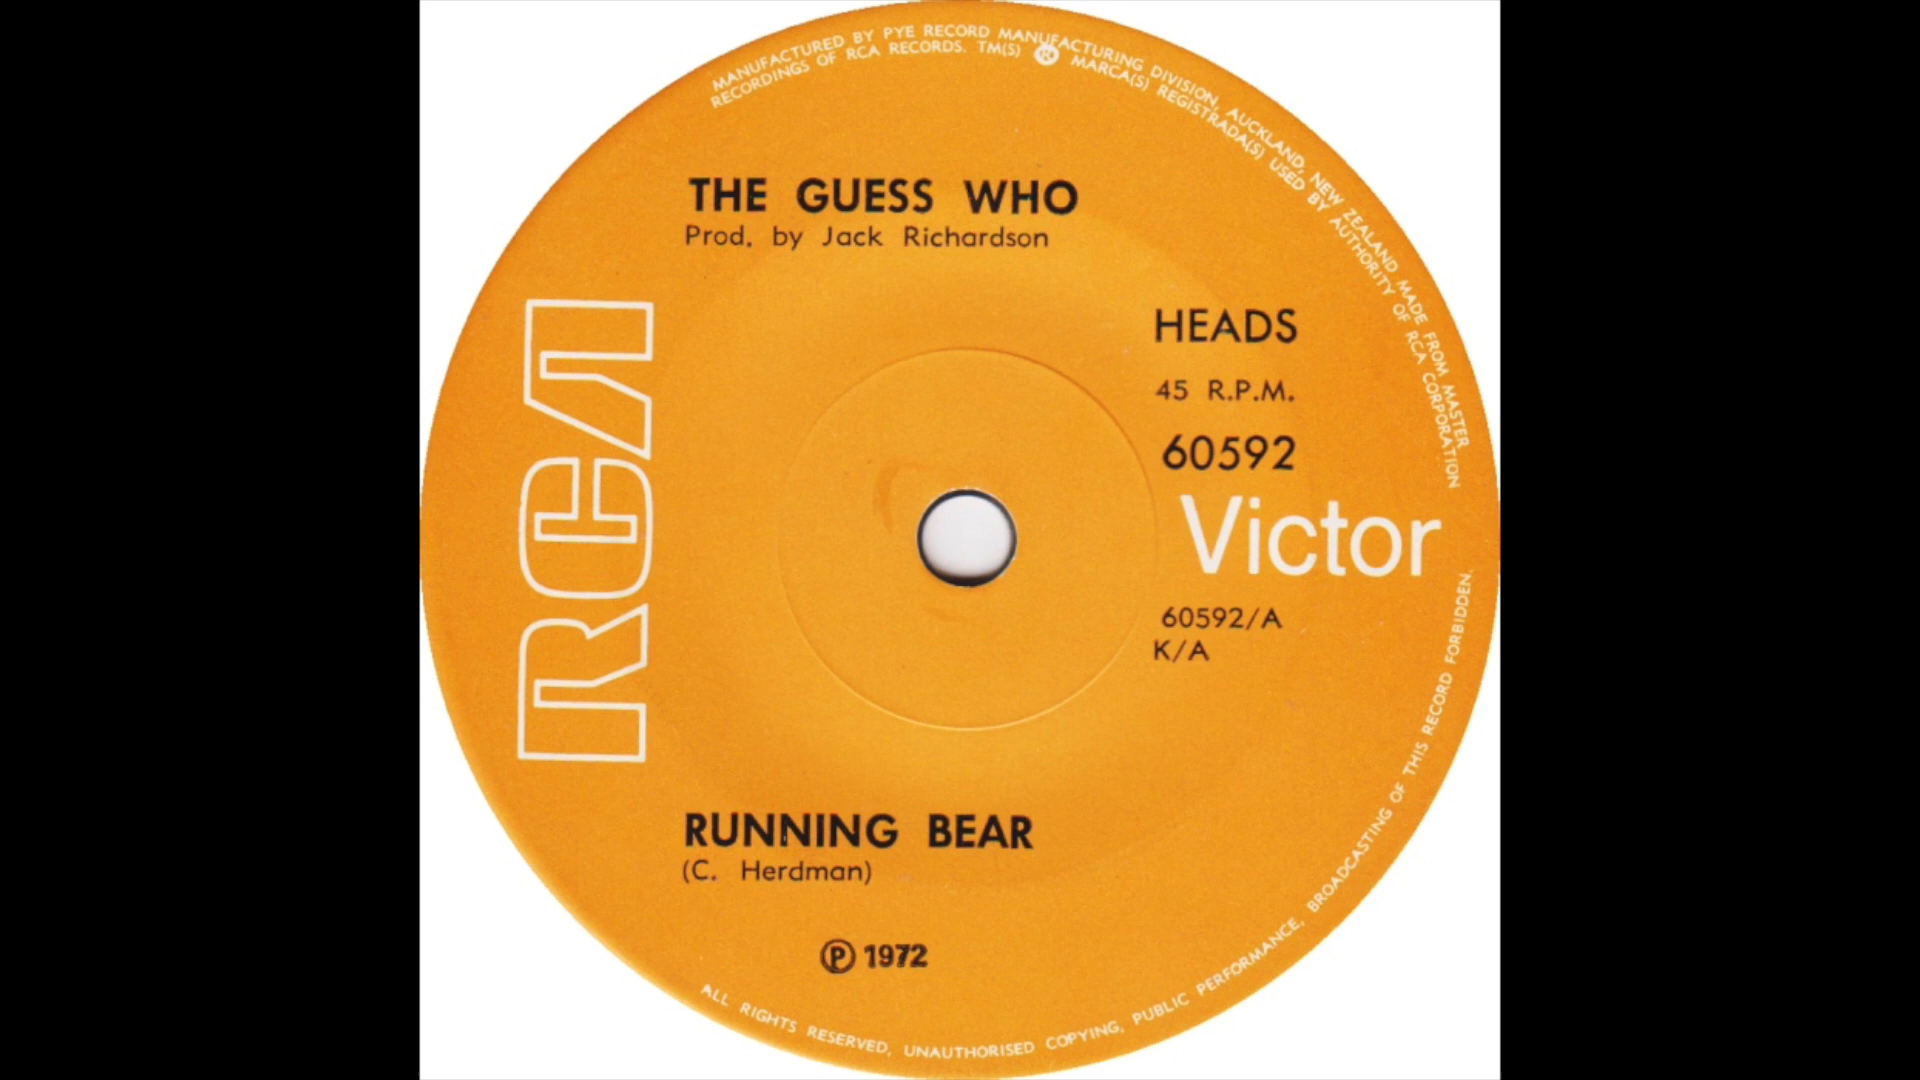 MANUFACTURED BY PYE RECORD MANUFACTURING DIVISION, AUCKLAND, NEW ZEALAND MADE FROM MASTER
RECORDINGS OF RCA RECORDS. TM(S) ® MARCA(S) REGISTRADA(S) USED BY AUTHORITY OF RCA CORPORATION
THE GUESS WHO
Prod. by Jack Richardson
HEADS
45 R.P.M.
60592
RCA
Victor
60592/A
K/A
RUNNING BEAR
(C. Herdman)
Ⓟ 1972
ALL RIGHTS RESERVED, UNAUTHORISED COPYING, PUBLIC PERFORMANCE, BROADCASTING OF THIS RECORD FORBIDDEN.